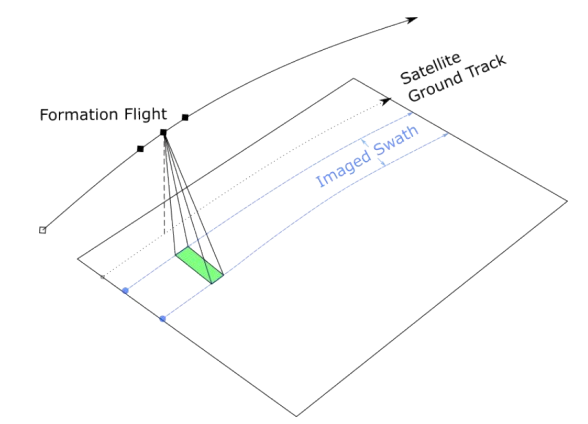 Formation Flight
Satellite
Ground Track
Imaged Swath